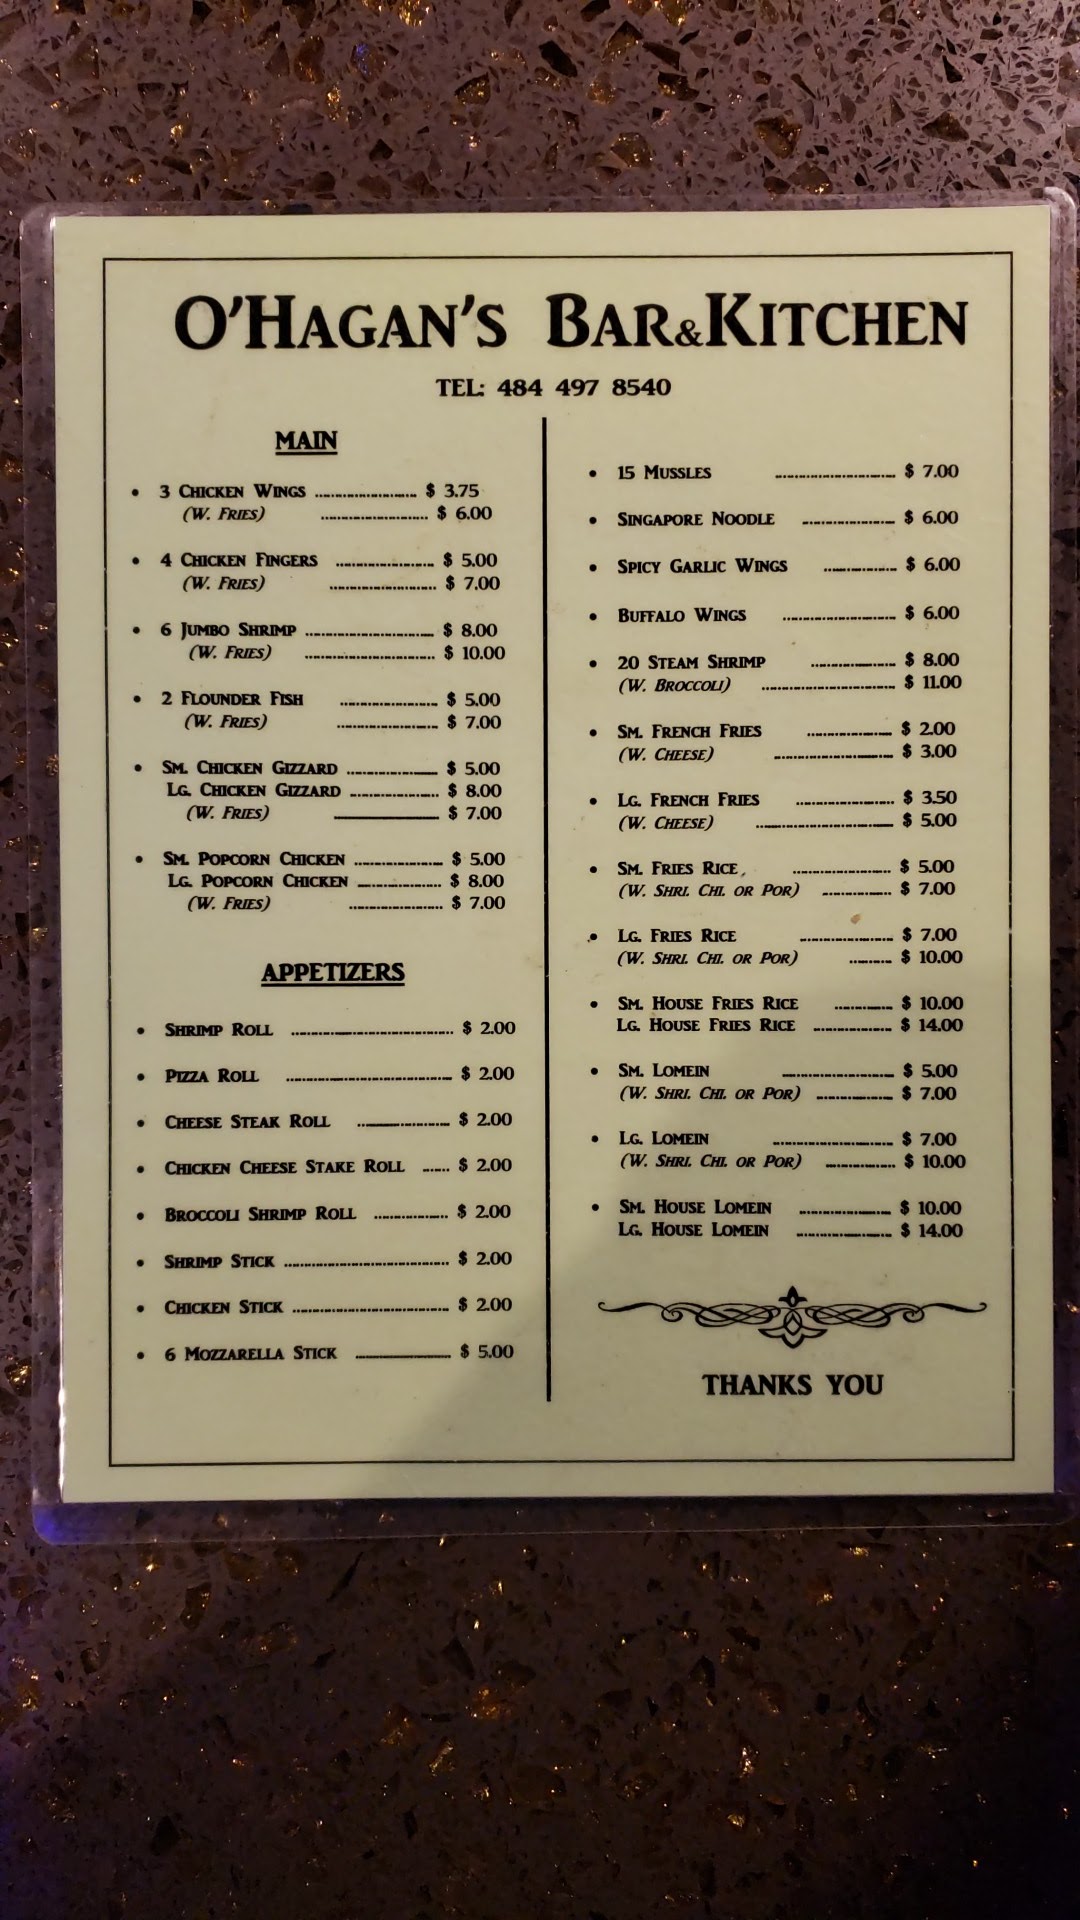 O'HAGAN'S BAR&KITCHEN
TEL: 484 497 8540
MAIN
• 3 CHICKEN WINGS ........................ $ 3.75
(W. FRIES) ........................ $ 6.00
• 4 CHICKEN FINGERS ........................ $ 5.00
(W. FRIES) ........................ $ 7.00
• 6 JUMBO SHRIMP ........................ $ 8.00
(W. FRIES) ........................ $ 10.00
• 2 FLOUNDER FISH ........................ $ 5.00
(W. FRIES) ........................ $ 7.00
• SM. CHICKEN GIZZARD ........................ $ 5.00
LG. CHICKEN GIZZARD ........................ $ 8.00
(W. FRIES) ........................ $ 7.00
• SM. POPCORN CHICKEN ........................ $ 5.00
LG. POPCORN CHICKEN ........................ $ 8.00
(W. FRIES) ........................ $ 7.00
APPETIZERS
• SHRIMP ROLL ........................ $ 2.00
• PIZZA ROLL ........................ $ 2.00
• CHEESE STEAK ROLL ........................ $ 2.00
• CHICKEN CHEESE STAKE ROLL ...... $ 2.00
• BROCCOLI SHRIMP ROLL .................. $ 2.00
• SHRIMP STICK ........................ $ 2.00
• CHICKEN STICK ........................ $ 2.00
• 6 MOZZARELLA STICK ........................ $ 5.00
• 15 MUSSLES ........................ $ 7.00
• SINGAPORE NOODLE ........................ $ 6.00
• SPICY GARLIC WINGS .................. $ 6.00
• BUFFALO WINGS ........................ $ 6.00
• 20 STEAM SHRIMP .................... $ 8.00
(W. BROCCOLI) ........................ $ 11.00
• SM. FRENCH FRIES .................... $ 2.00
(W. CHEESE) ........................ $ 3.00
• LG. FRENCH FRIES ........................ $ 3.50
(W. CHEESE) ........................ $ 5.00
• SM. FRIES RICE ........................ $ 5.00
(W. SHRI. CHI. OR POR) ................ $ 7.00
• LG. FRIES RICE ........................ $ 7.00
(W. SHRI. CHI. OR POR) .......... $ 10.00
• SM. HOUSE FRIES RICE .............. $ 10.00
LG. HOUSE FRIES RICE .................. $ 14.00
• SM. LOMEIN ........................ $ 5.00
(W. SHRI. CHI. OR POR) .................. $ 7.00
• LG. LOMEIN ........................ $ 7.00
(W. SHRI. CHI. OR POR) ................ $ 10.00
• SM. HOUSE LOMEIN ...................... $ 10.00
LG. HOUSE LOMEIN ...................... $ 14.00
THANKS YOU